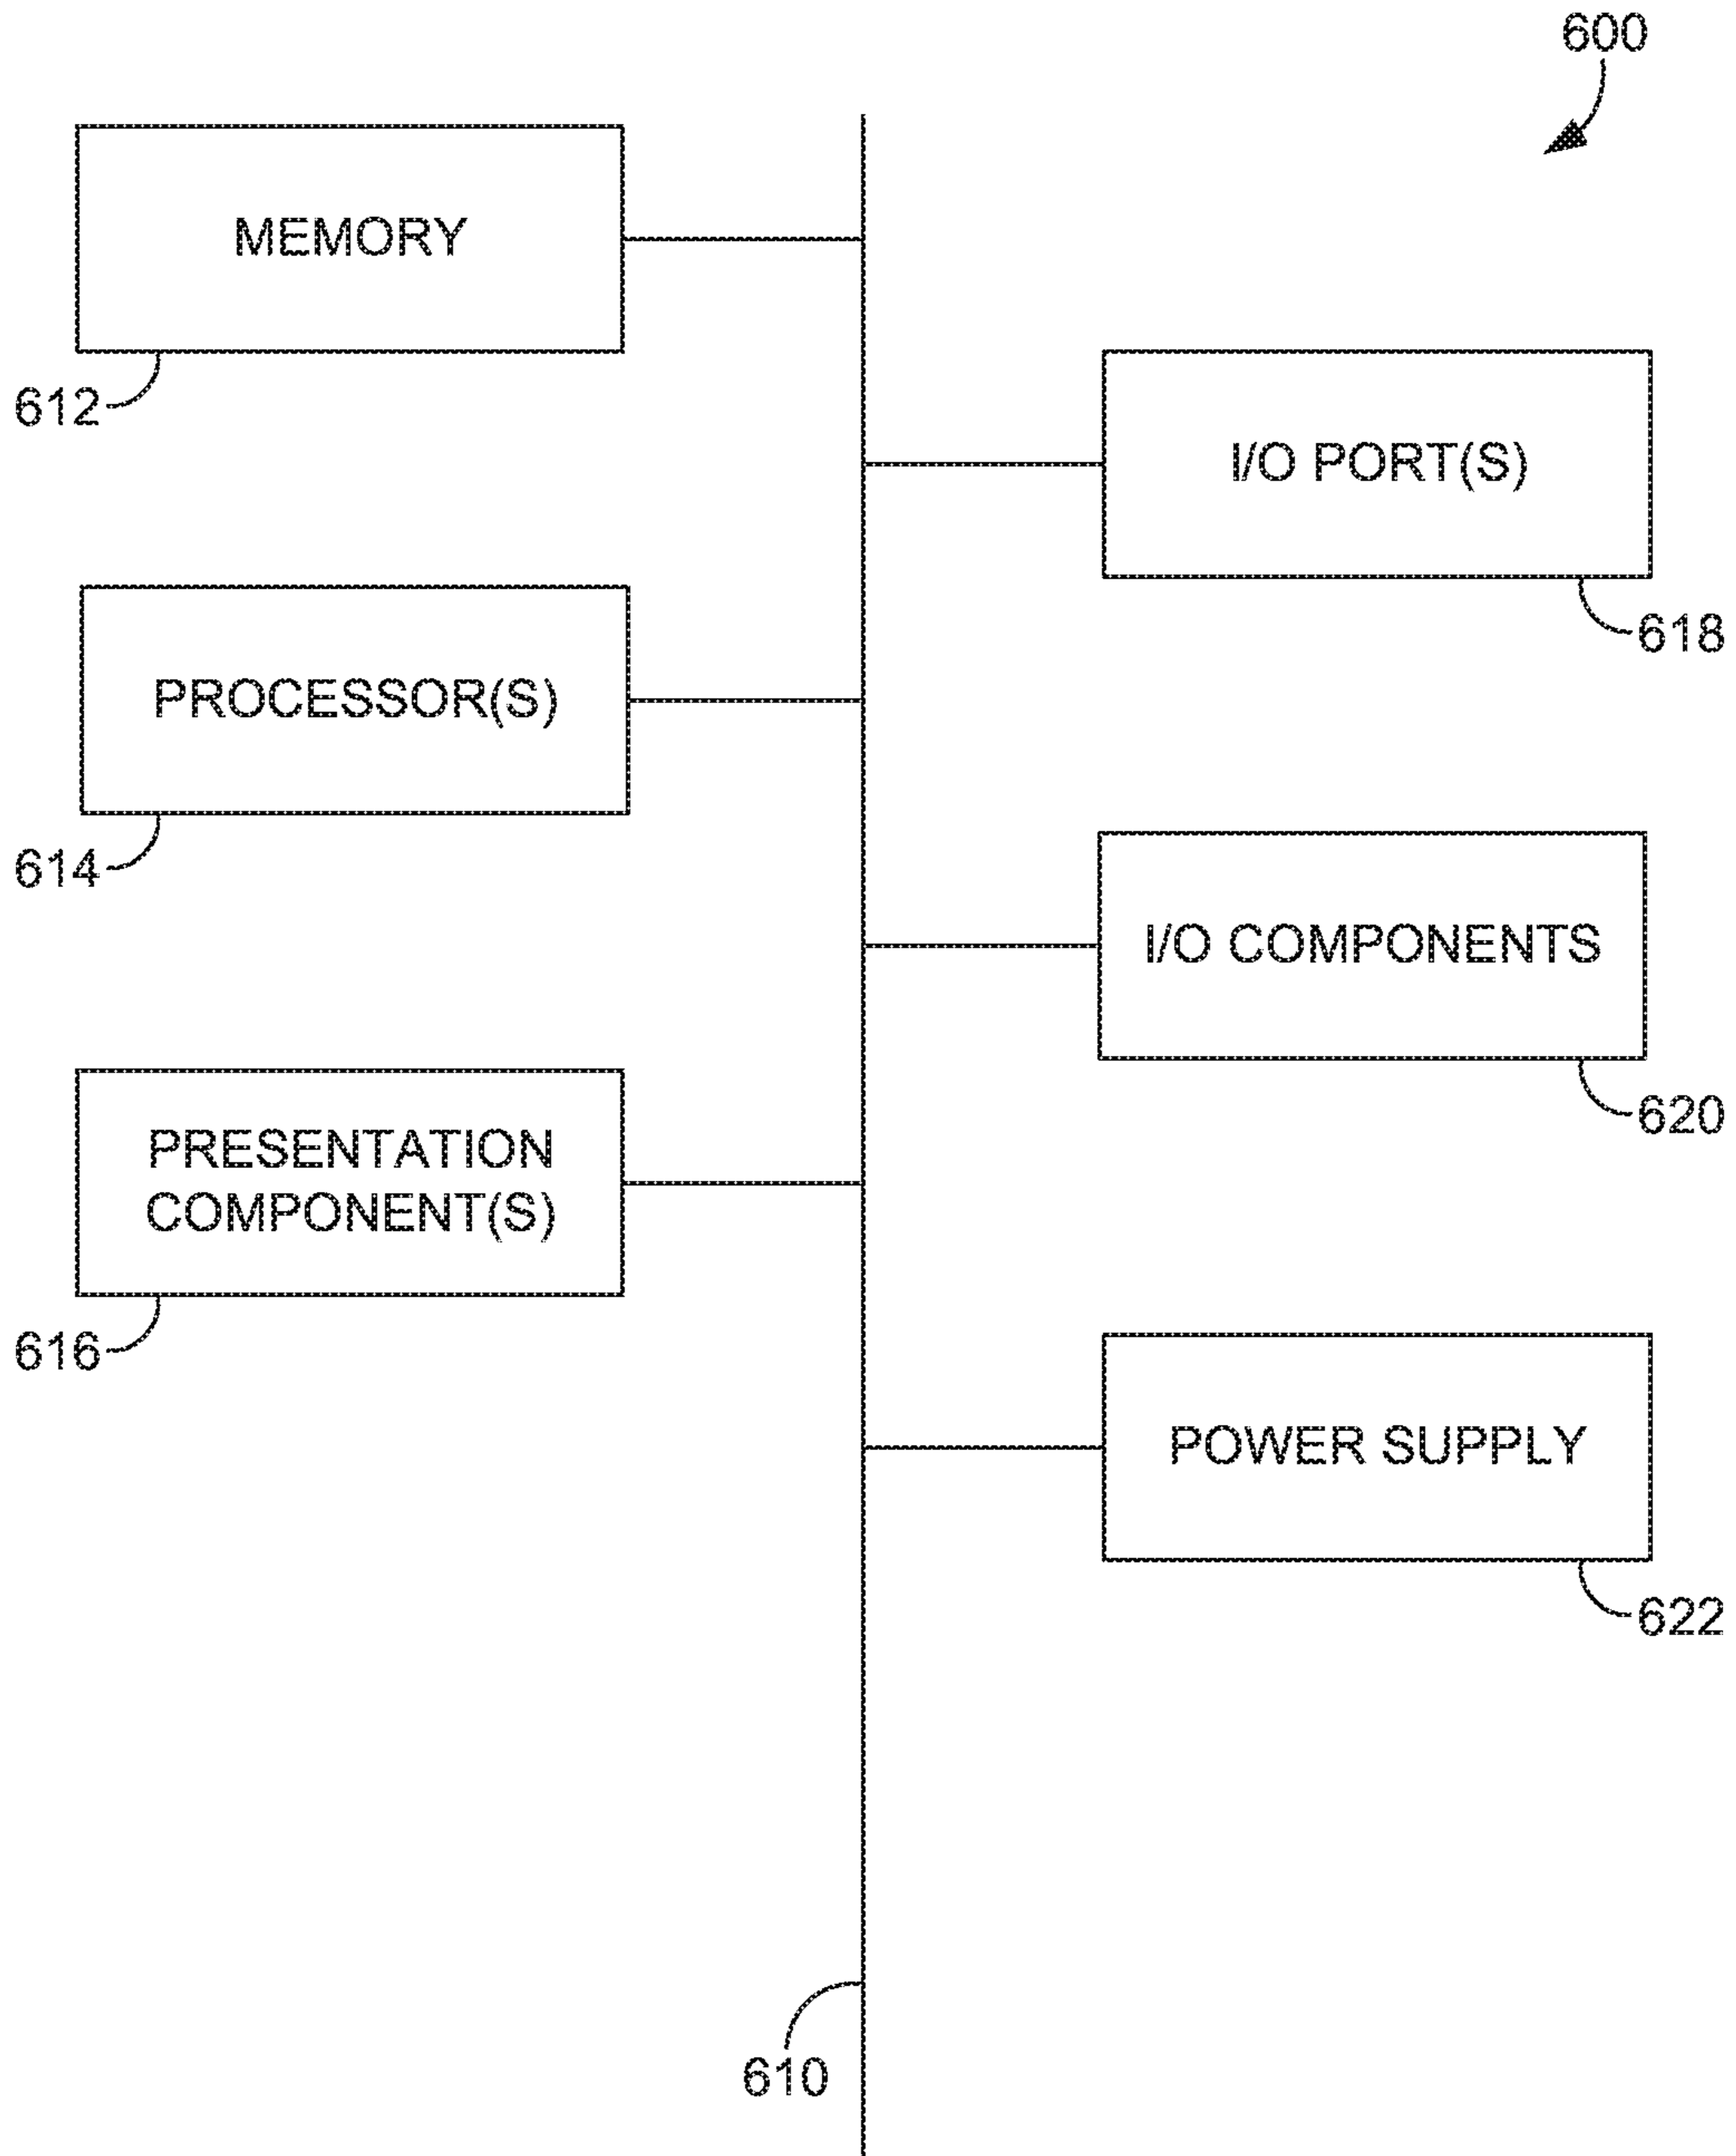 600
MEMORY
612
I/O PORT(S)
618
PROCESSOR(S)
614
I/O COMPONENTS
620
PRESENTATION
COMPONENT(S)
616
POWER SUPPLY
622
610